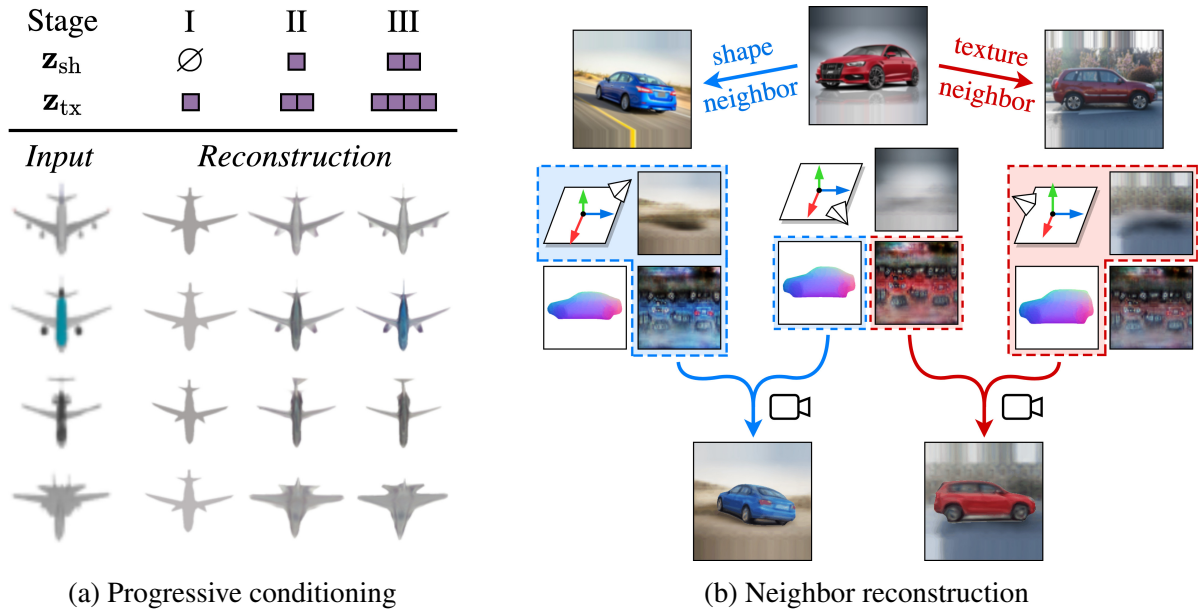 Stage I II III
z_sh ∅
z_tx
Input Reconstruction
(a) Progressive conditioning
shape
neighbor
texture
neighbor
(b) Neighbor reconstruction